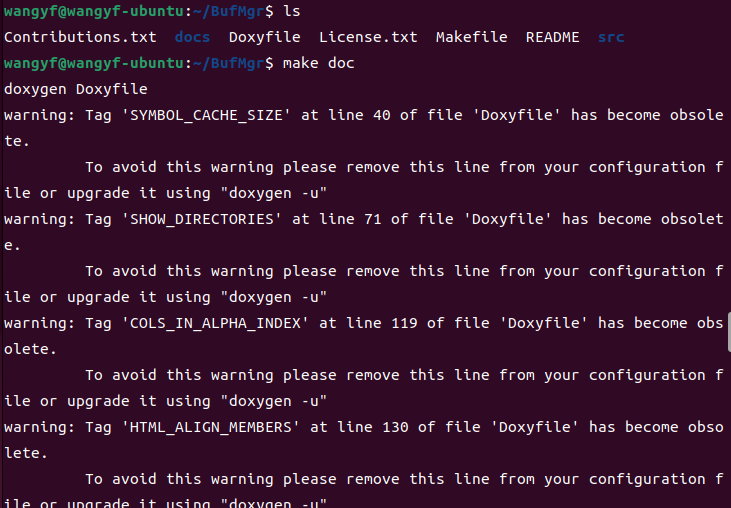 wangyf@wangyf-ubuntu:~/BufMgr$ ls
Contributions.txt  docs  Doxyfile  License.txt  Makefile  README  src
wangyf@wangyf-ubuntu:~/BufMgr$ make doc
doxygen Doxyfile
warning: Tag 'SYMBOL_CACHE_SIZE' at line 40 of file 'Doxyfile' has become obsole
te.
         To avoid this warning please remove this line from your configuration f
ile or upgrade it using "doxygen -u"
warning: Tag 'SHOW_DIRECTORIES' at line 71 of file 'Doxyfile' has become obsolet
e.
         To avoid this warning please remove this line from your configuration f
ile or upgrade it using "doxygen -u"
warning: Tag 'COLS_IN_ALPHA_INDEX' at line 119 of file 'Doxyfile' has become obs
olete.
         To avoid this warning please remove this line from your configuration f
ile or upgrade it using "doxygen -u"
warning: Tag 'HTML_ALIGN_MEMBERS' at line 130 of file 'Doxyfile' has become obso
lete.
         To avoid this warning please remove this line from your configuration f
ile or upgrade it using "doxygen -u"